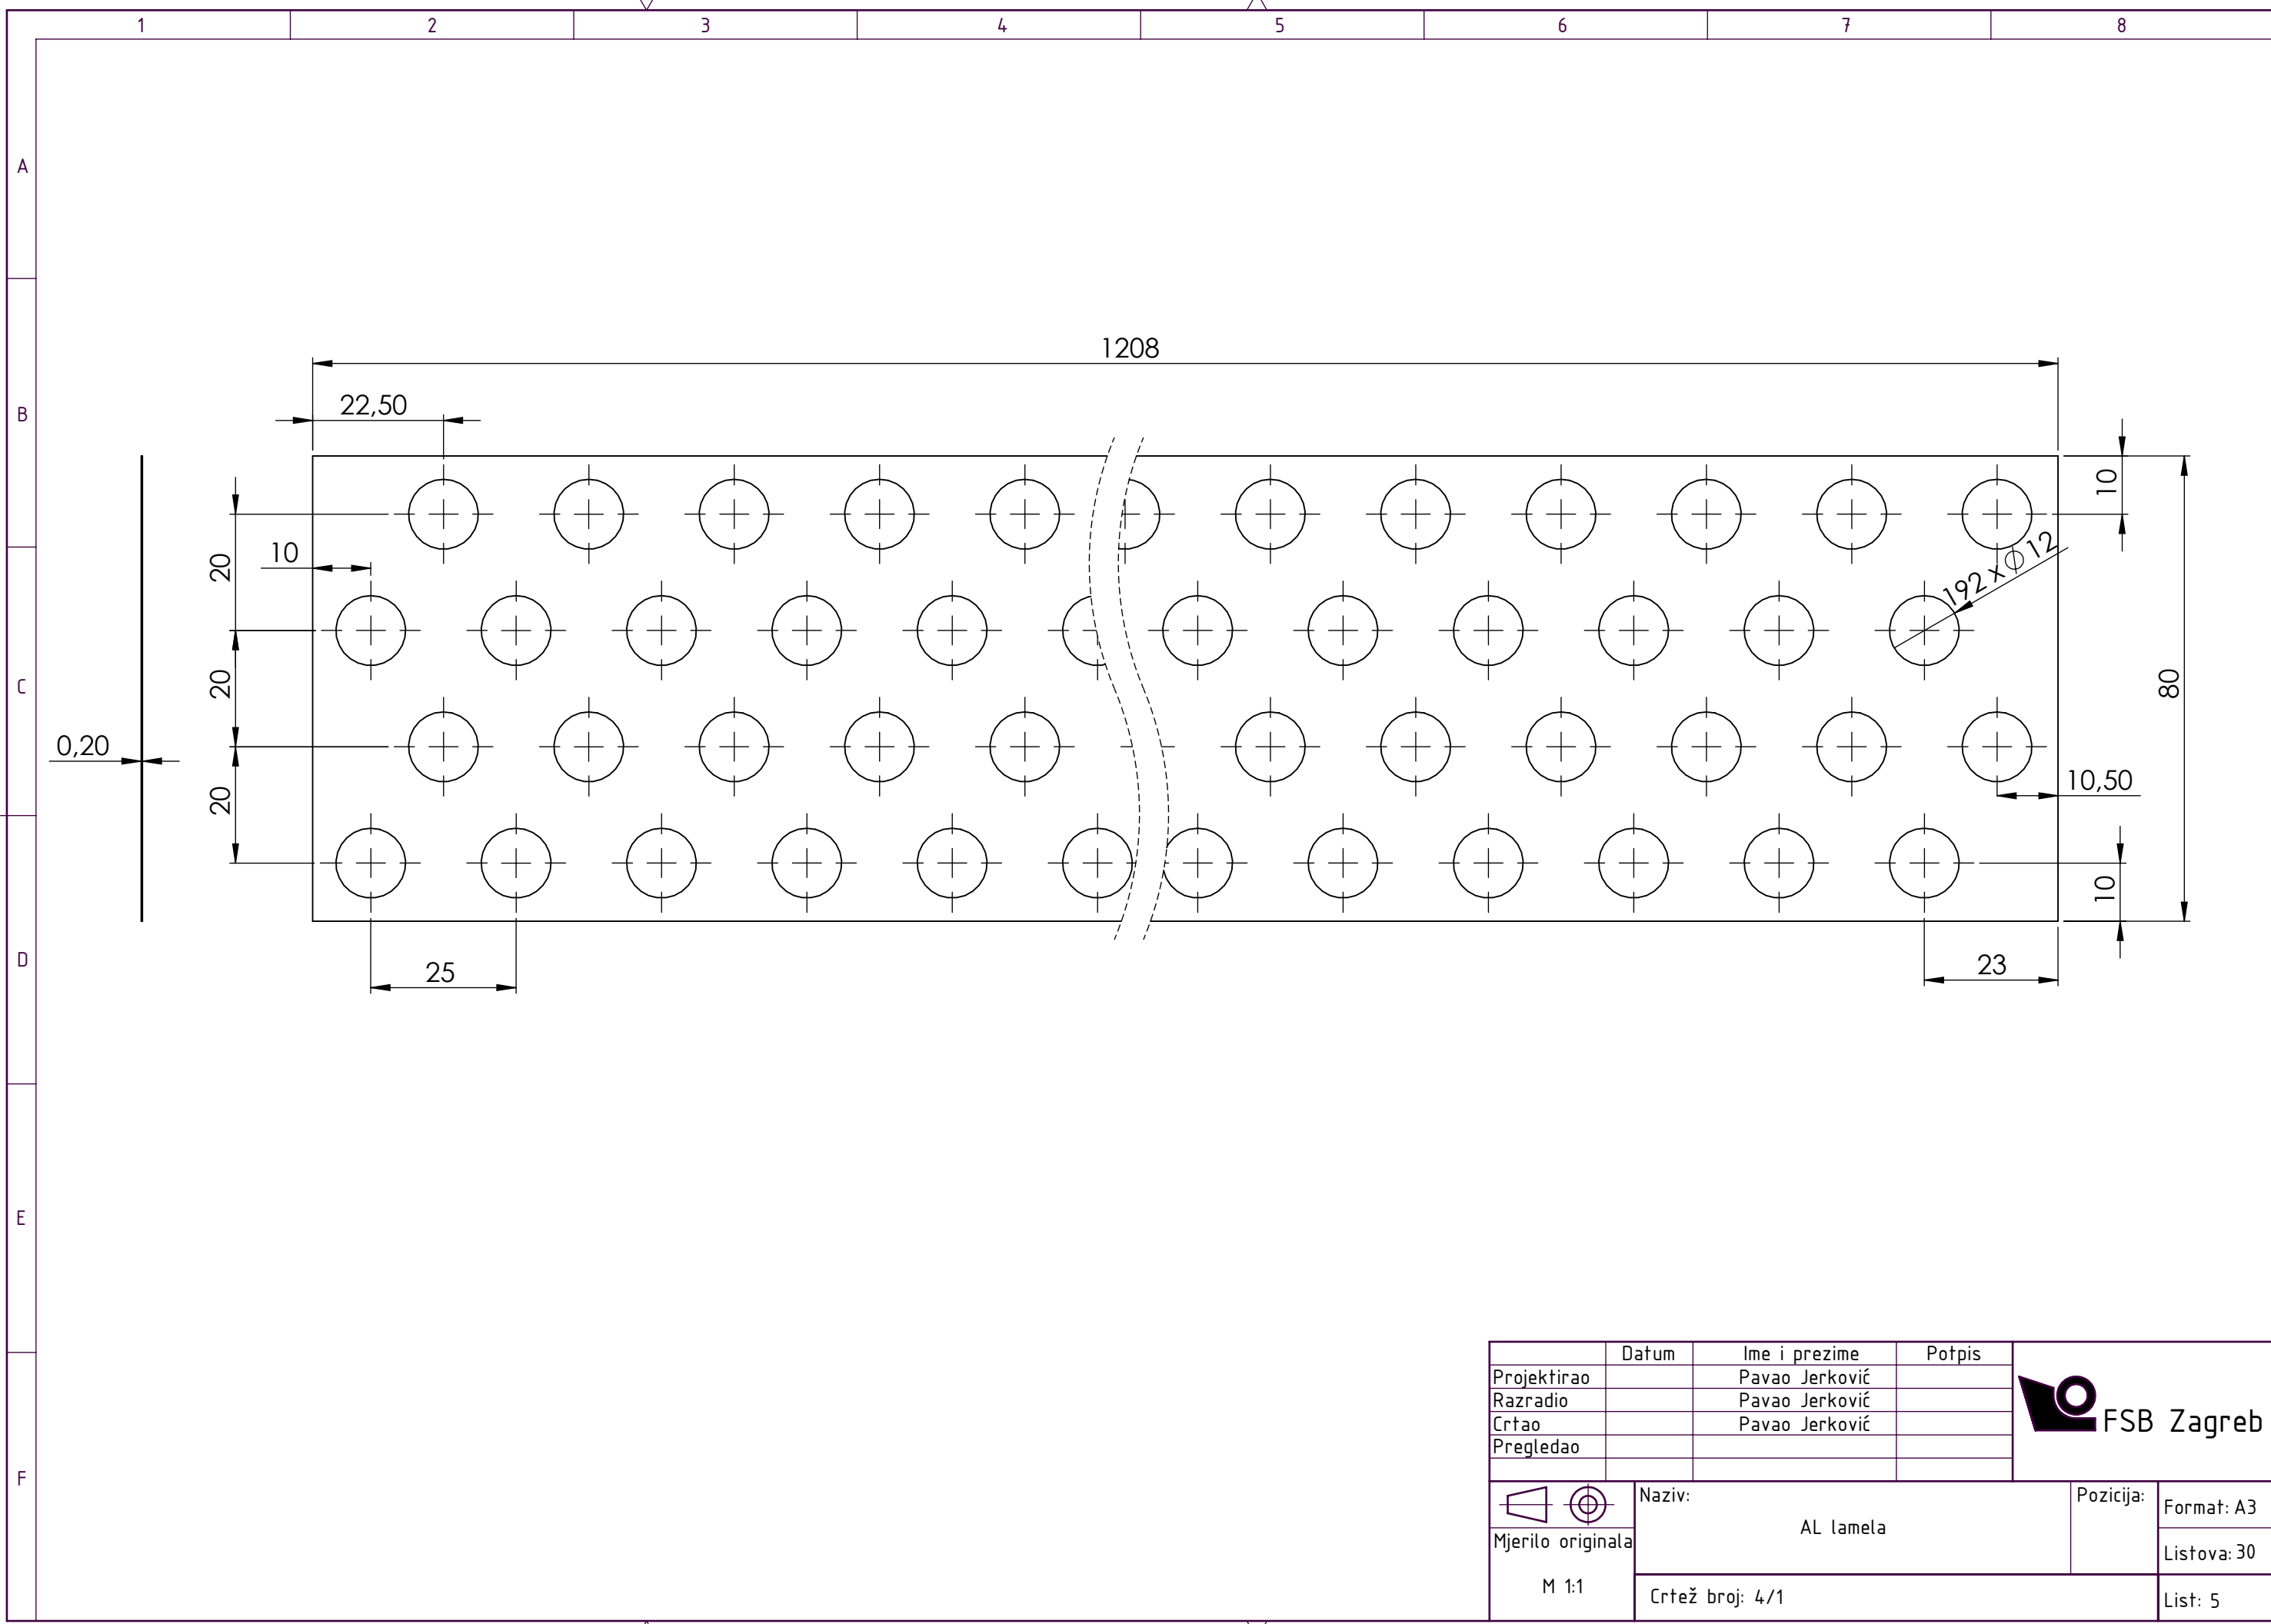 1 2 3 4 5 6 7 8
A
B
C
D
E
F
1208
22,50
10
20
10
192 x Ø 12
20
80
0,20
10,50
20
10
25
23
Datum Ime i prezime Potpis
Projektirao Pavao Jerković
Razradio Pavao Jerković
Crtao Pavao Jerković
Pregledao
FSB Zagreb
Naziv:
AL lamela
Pozicija:
Format: A3
Mjerilo originala
M 1:1
Listova: 30
Crtež broj: 4/1
List: 5